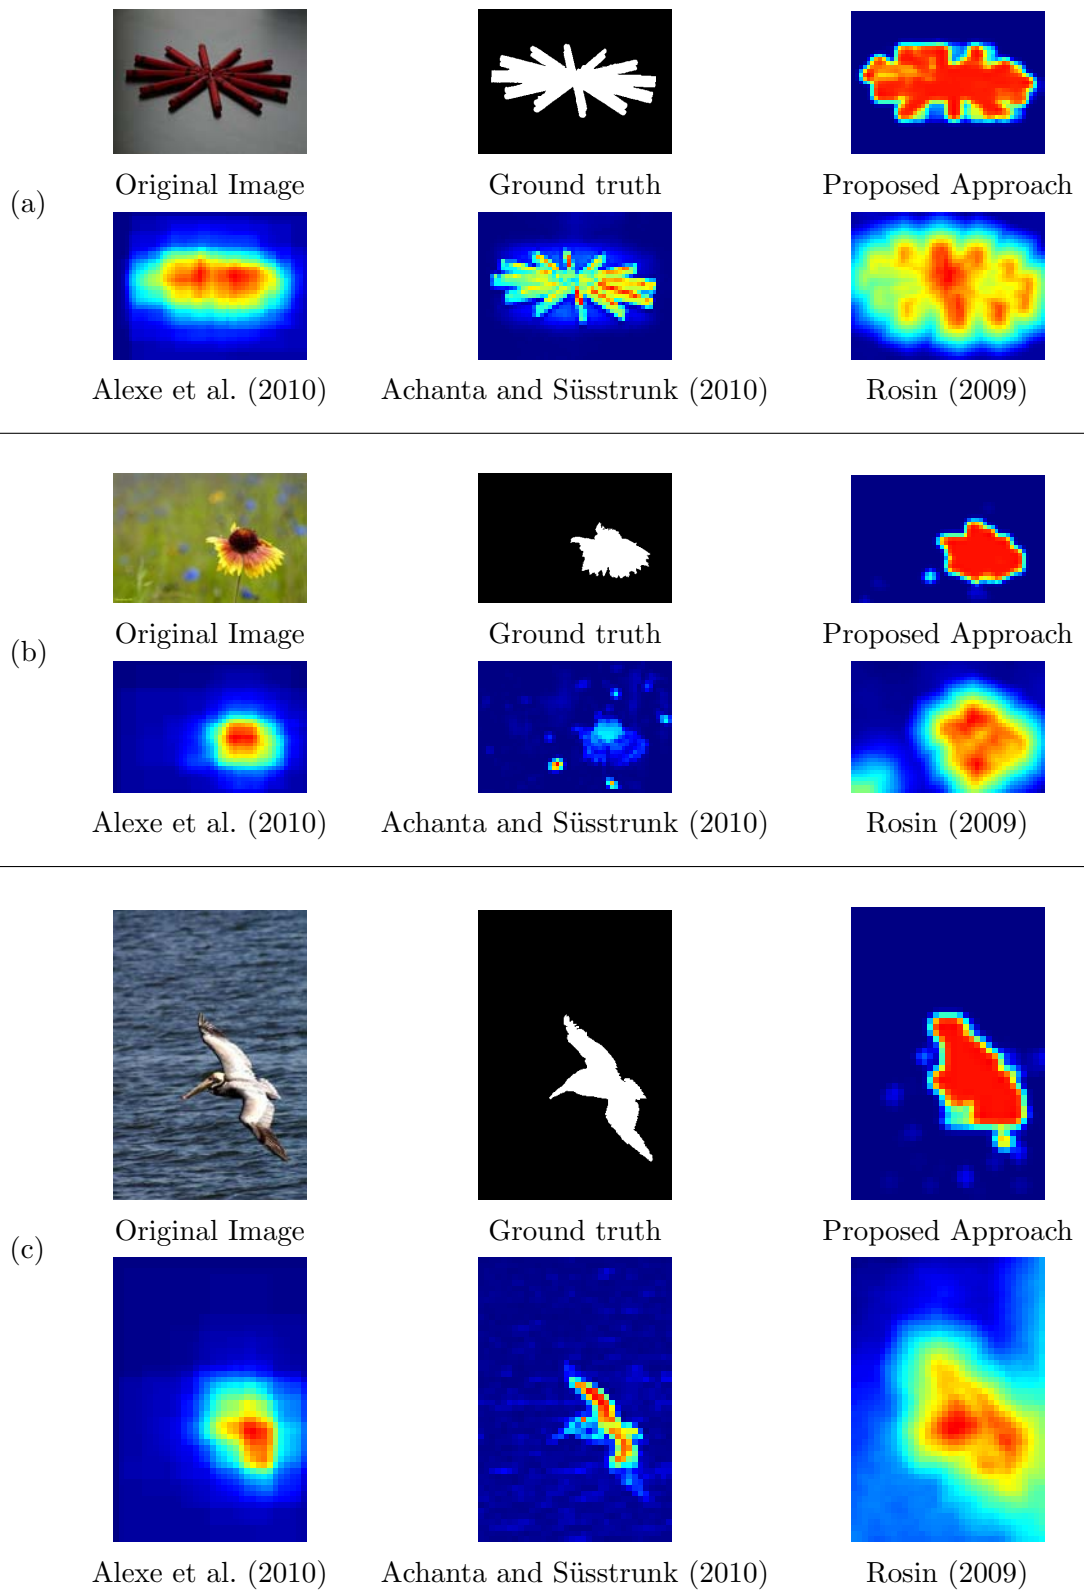 Original Image Ground truth Proposed Approach
(a)
Alexe et al. (2010) Achanta and Süsstrunk (2010) Rosin (2009)
Original Image Ground truth Proposed Approach
(b)
Alexe et al. (2010) Achanta and Süsstrunk (2010) Rosin (2009)
Original Image Ground truth Proposed Approach
(c)
Alexe et al. (2010) Achanta and Süsstrunk (2010) Rosin (2009)